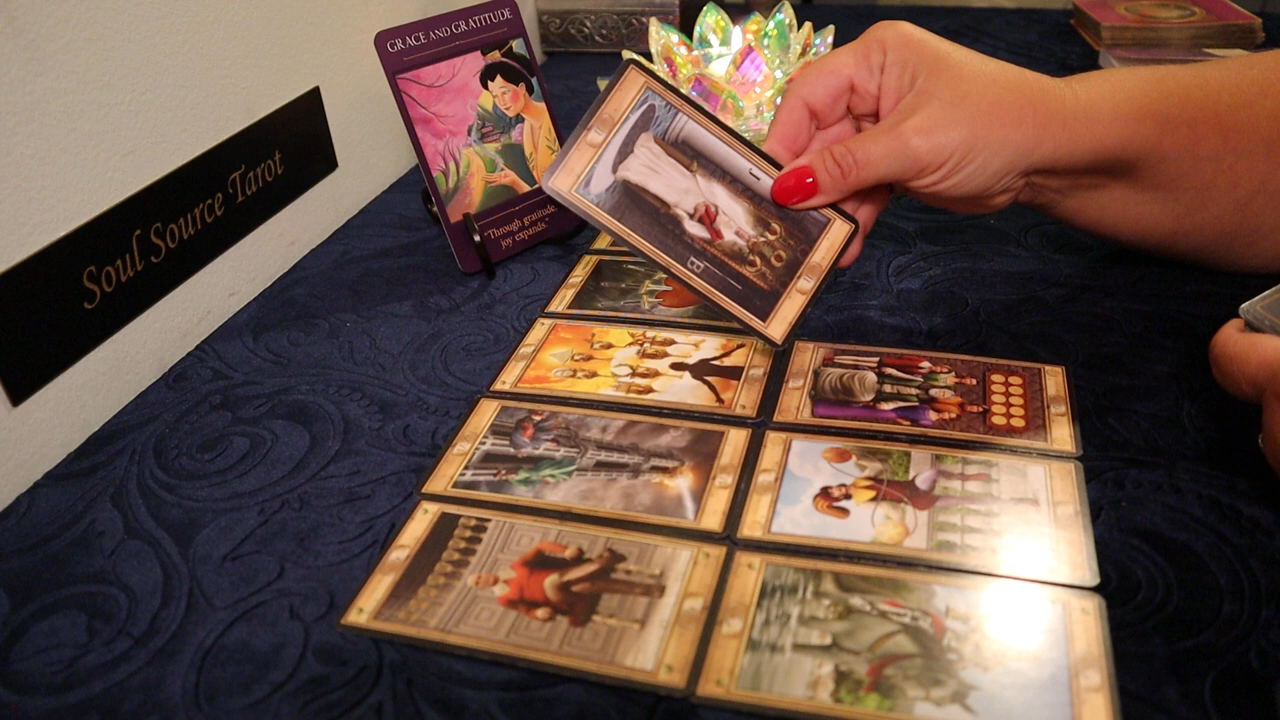 GRACE AND GRATITUDE
"Through gratitude,
joy expands."
Soul Source Tarot
J
B